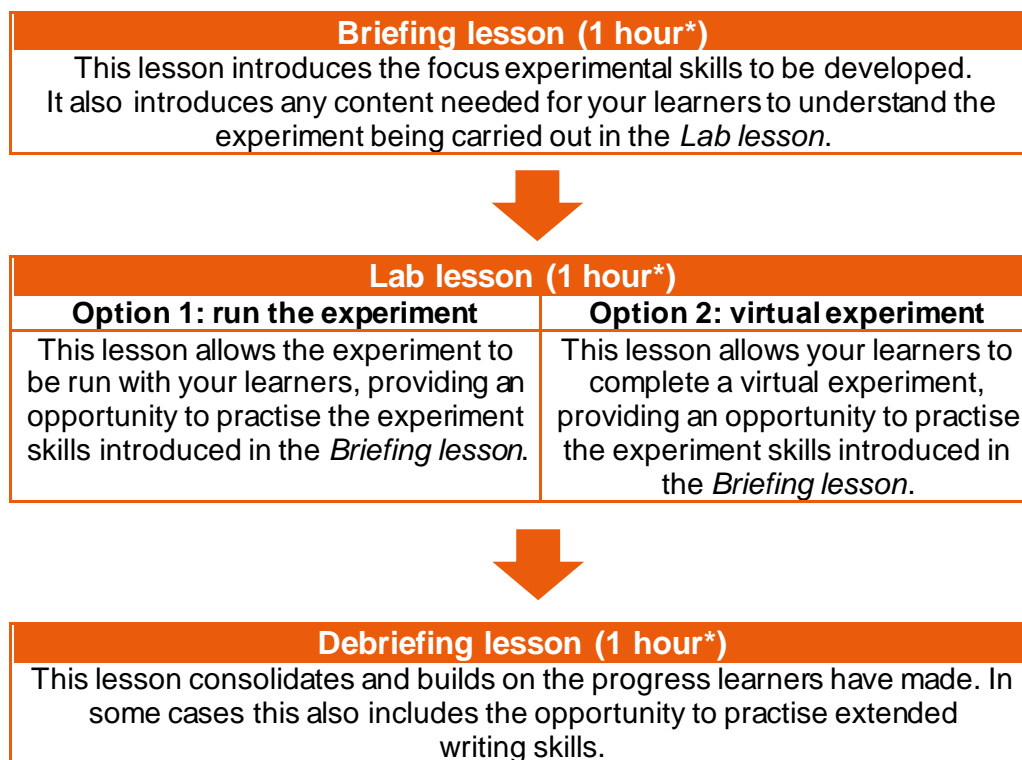 Briefing lesson (1 hour*)
This lesson introduces the focus experimental skills to be developed.
It also introduces any content needed for your learners to understand the
experiment being carried out in the Lab lesson.
Lab lesson (1 hour*)
Option 1: run the experiment
This lesson allows the experiment to
be run with your learners, providing an
opportunity to practise the experiment
skills introduced in the Briefing lesson.
Option 2: virtual experiment
This lesson allows your learners to
complete a virtual experiment,
providing an opportunity to practise
the experiment skills introduced in
the Briefing lesson.
Debriefing lesson (1 hour*)
This lesson consolidates and builds on the progress learners have made. In
some cases this also includes the opportunity to practise extended
writing skills.